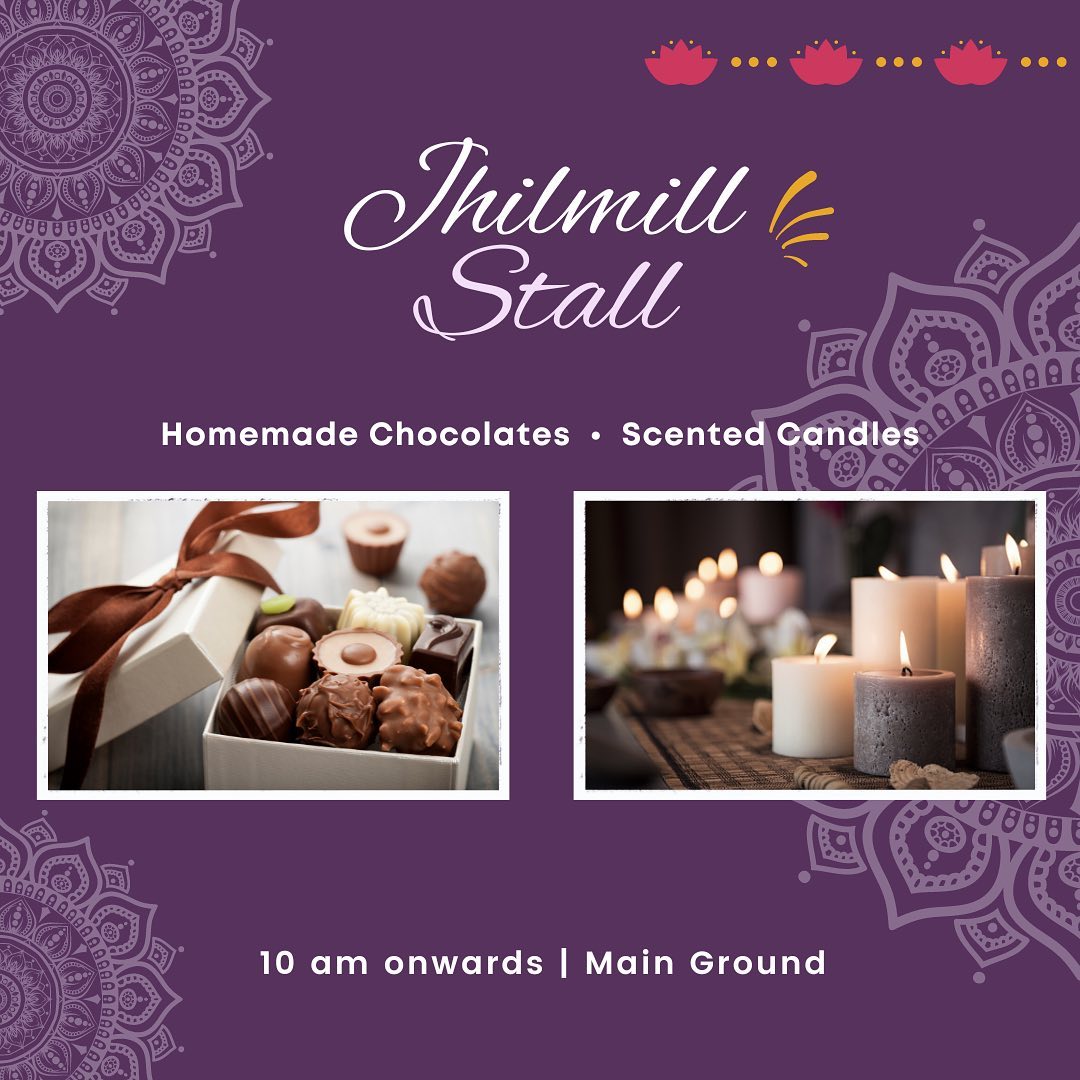 Jhilmill
Stall
Homemade Chocolates • Scented Candles
10 am onwards | Main Ground